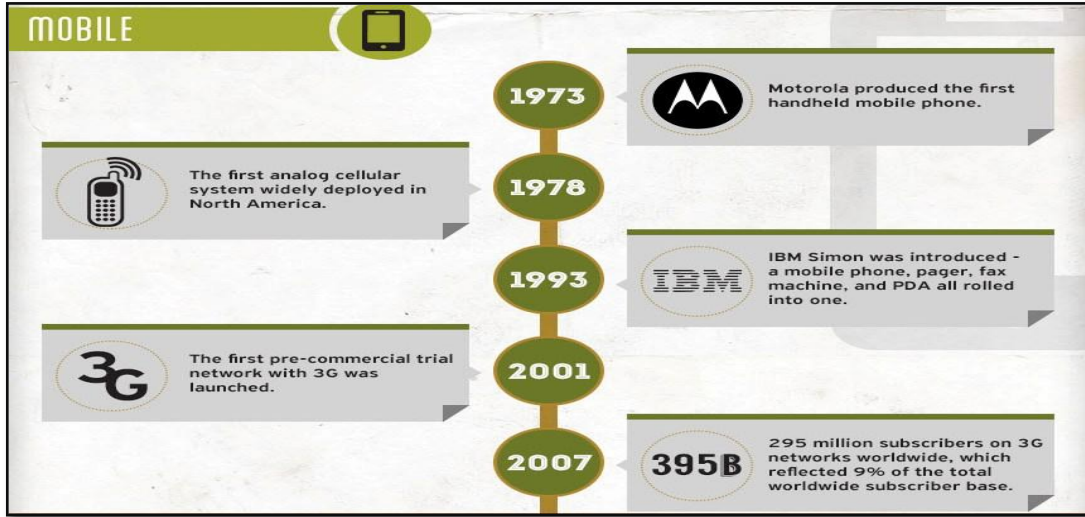 MOBILE
1973
Motorola produced the first
handheld mobile phone.
The first analog cellular
system widely deployed in
North America.
1978
1993
IBM
IBM Simon was introduced -
a mobile phone, pager, fax
machine, and PDA all rolled
into one.
3G
The first pre-commercial trial
network with 3G was
launched.
2001
2007
395B
295 million subscribers on 3G
networks worldwide, which
reflected 9% of the total
worldwide subscriber base.